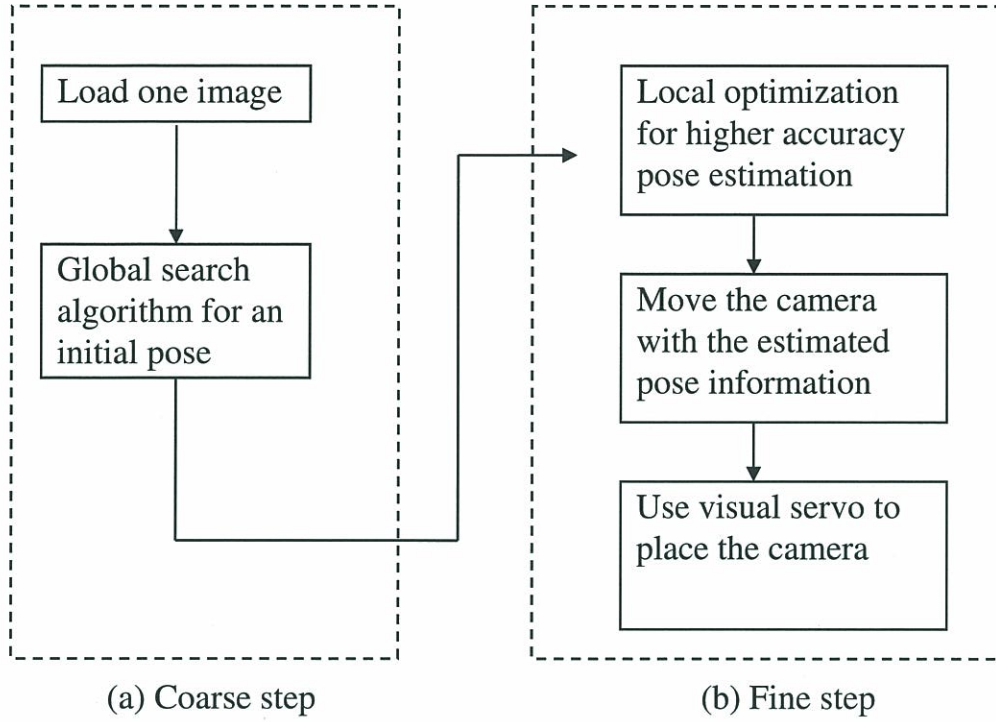 Load one image
Global search
algorithm for an
initial pose
(a) Coarse step
Local optimization
for higher accuracy
pose estimation
Move the camera
with the estimated
pose information
Use visual servo to
place the camera
(b) Fine step